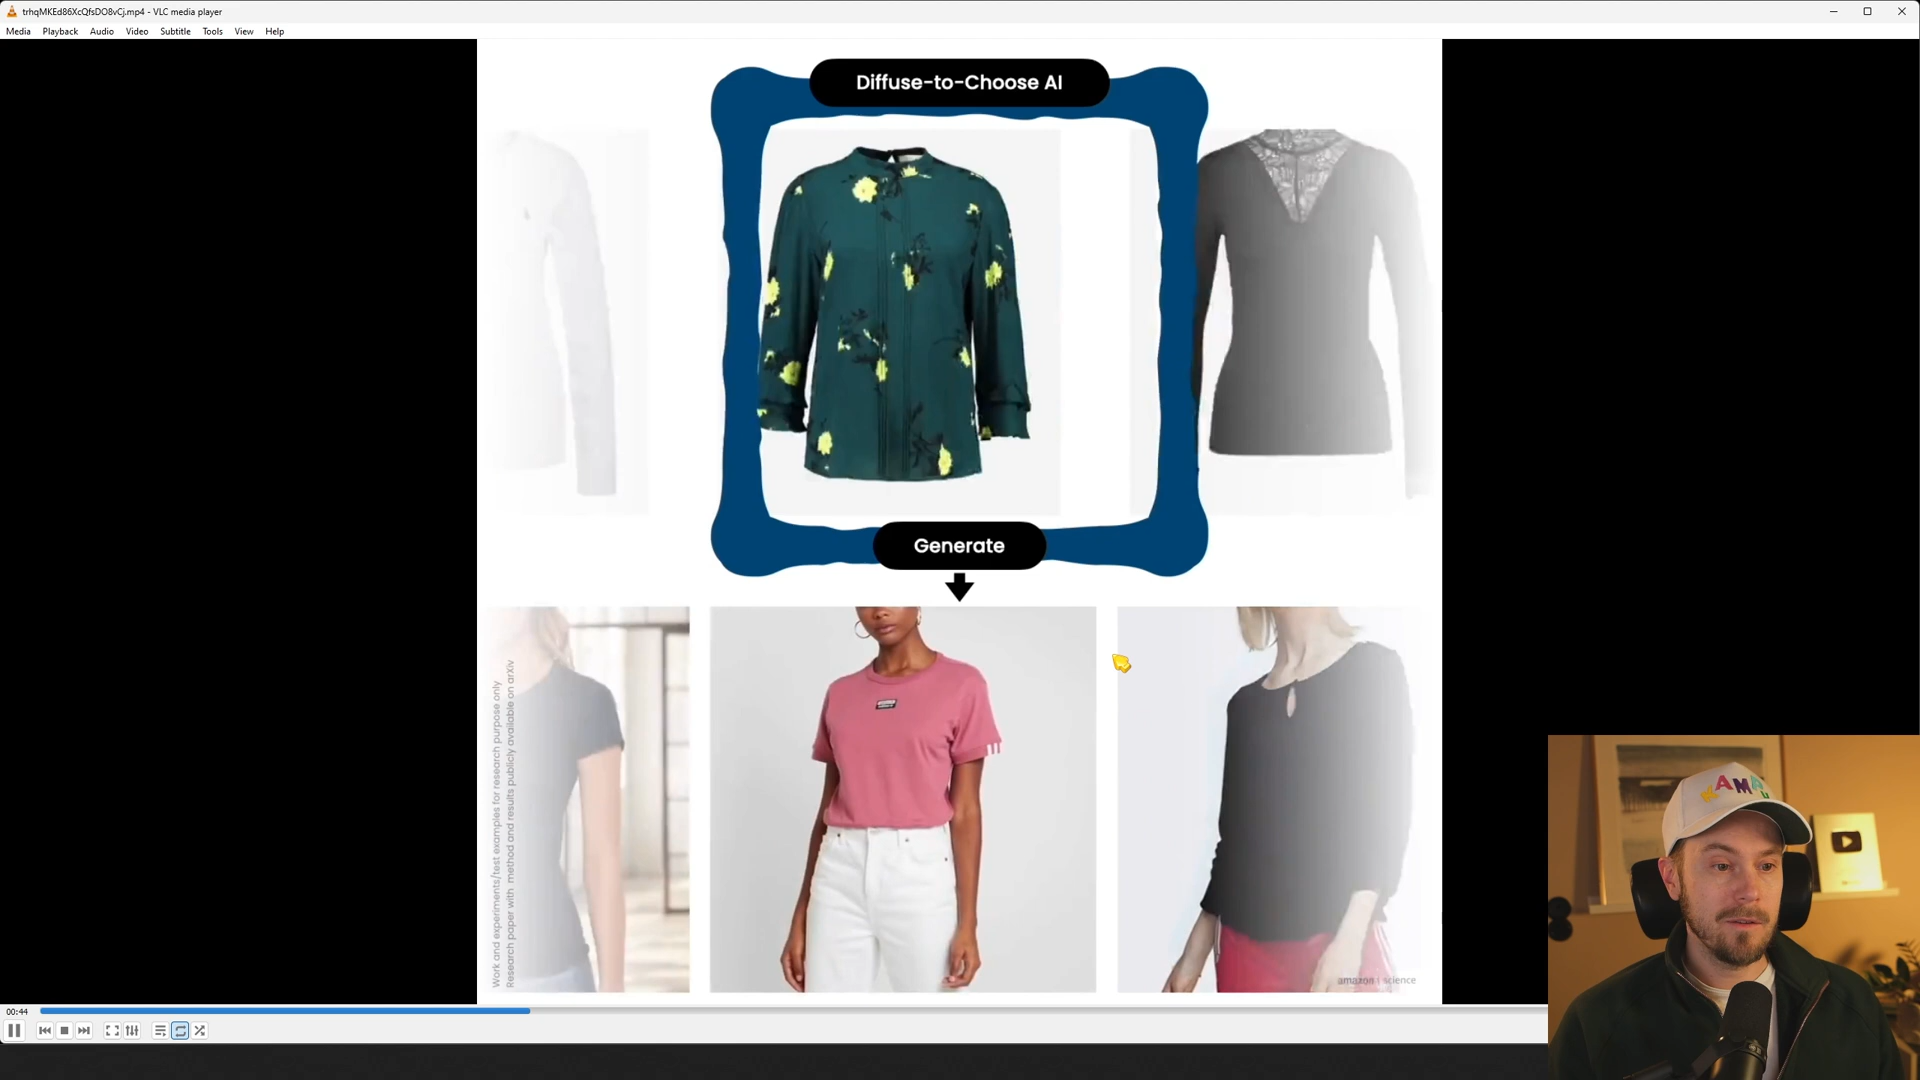 trhqMKEd86XcQfsDO8vCj.mp4 - VLC media player
Media Playback Audio Video Subtitle Tools View Help
Diffuse-to-Choose AI
Generate
Work and experiments/test examples for research purpose only
Research paper with method and results publicly available on arxiv
amazon | science
00:44